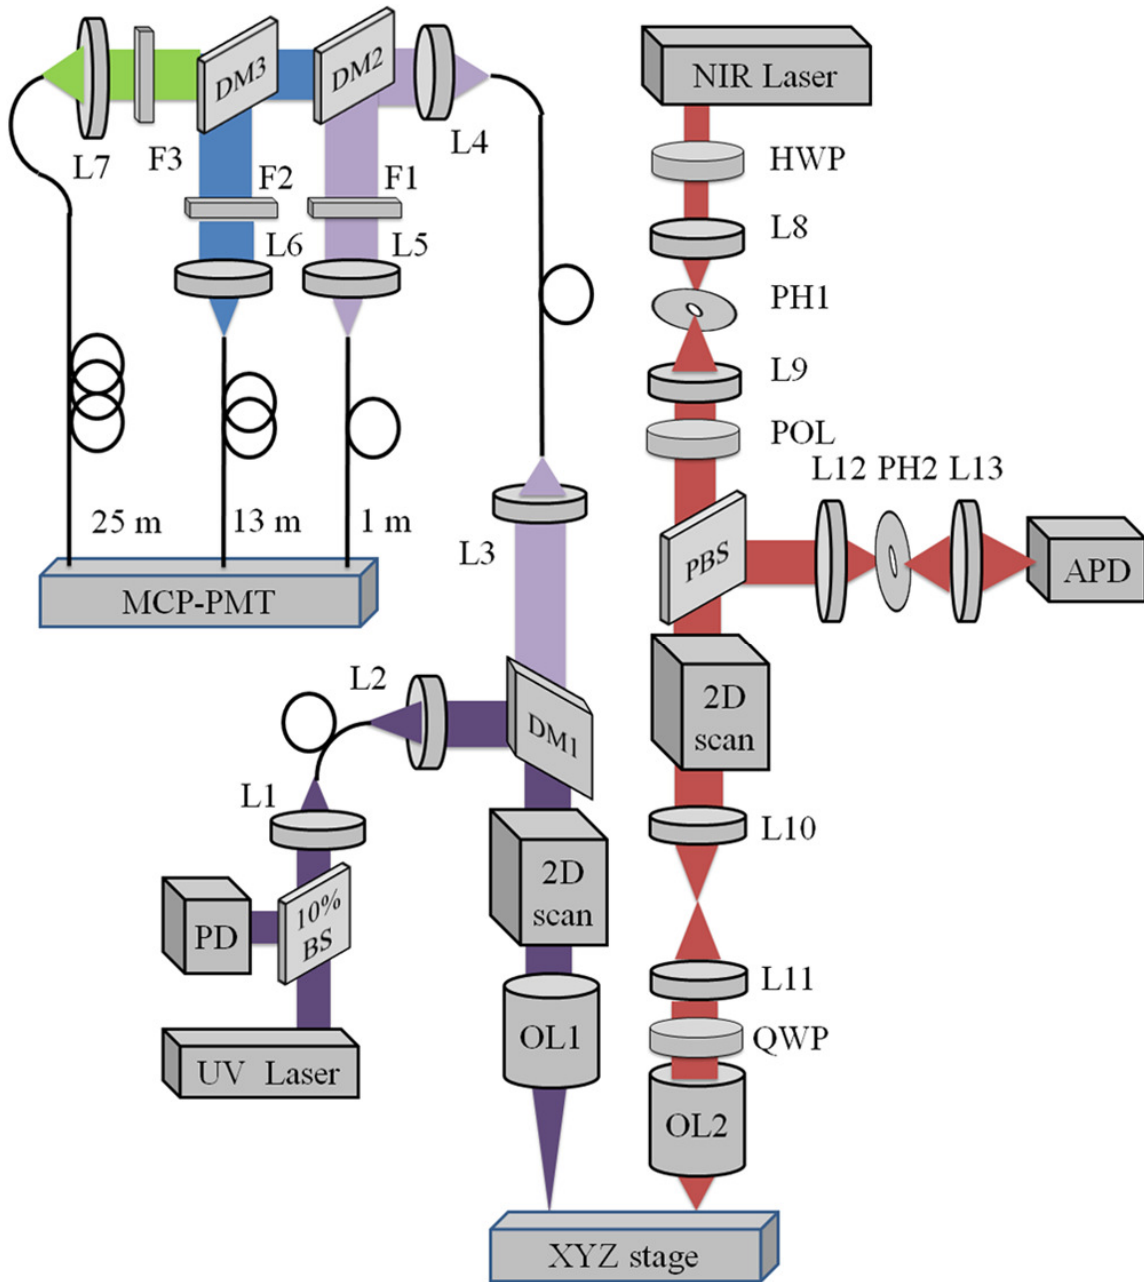 NIR Laser
DM3
DM2
L7
F3
L4
HWP
F2
F1
L8
L6
L5
PH1
L9
POL
L12
PH2
L13
25 m
13 m
1 m
L3
PBS
APD
MCP-PMT
L2
2D
scan
DM1
L1
L10
2D
scan
10%
BS
PD
L11
OL1
QWP
UV Laser
OL2
XYZ stage